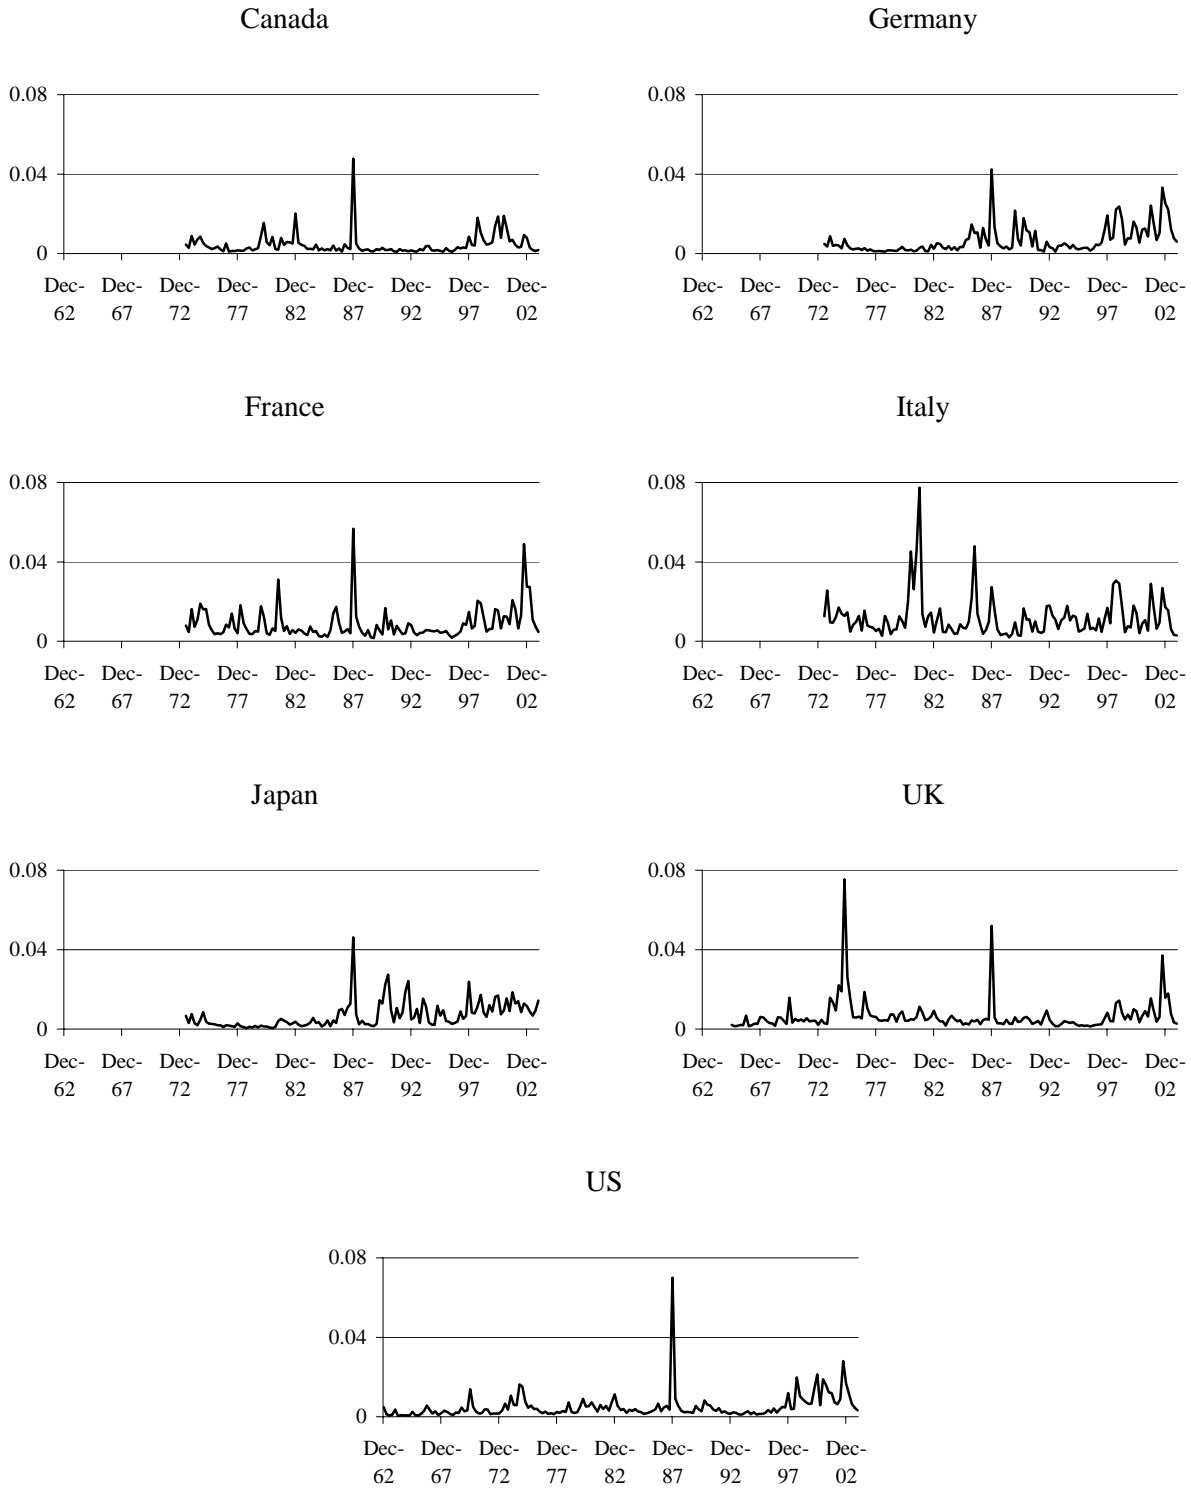 Canada
Germany
0.08
0.04
0
Dec- Dec- Dec- Dec- Dec- Dec- Dec- Dec- Dec-
62 67 72 77 82 87 92 97 02
0.08
0.04
0
Dec- Dec- Dec- Dec- Dec- Dec- Dec- Dec- Dec-
62 67 72 77 82 87 92 97 02
France
Italy
0.08
0.04
0
Dec- Dec- Dec- Dec- Dec- Dec- Dec- Dec- Dec-
62 67 72 77 82 87 92 97 02
0.08
0.04
0
Dec- Dec- Dec- Dec- Dec- Dec- Dec- Dec- Dec-
62 67 72 77 82 87 92 97 02
Japan
UK
0.08
0.04
0
Dec- Dec- Dec- Dec- Dec- Dec- Dec- Dec- Dec-
62 67 72 77 82 87 92 97 02
0.08
0.04
0
Dec- Dec- Dec- Dec- Dec- Dec- Dec- Dec- Dec-
62 67 72 77 82 87 92 97 02
US
0.08
0.04
0
Dec- Dec- Dec- Dec- Dec- Dec- Dec- Dec- Dec-
62 67 72 77 82 87 92 97 02